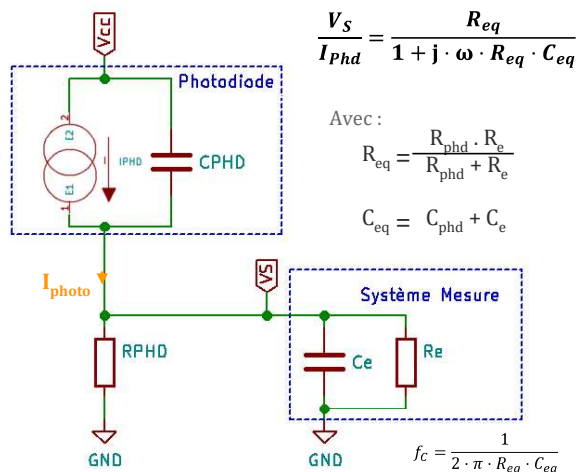 Vcc
V_S / I_Phd = R_eq / (1 + j · ω · R_eq · C_eq)
Photodiode
2
E2
I
IPHD
CPHD
E1
1
Avec :
R_eq = (R_phd . R_e) / (R_phd + R_e)
C_eq = C_phd + C_e
I_photo
VS
Système Mesure
RPHD
Ce
Re
GND
GND
f_C = 1 / (2 · π · R_eq · C_eq)